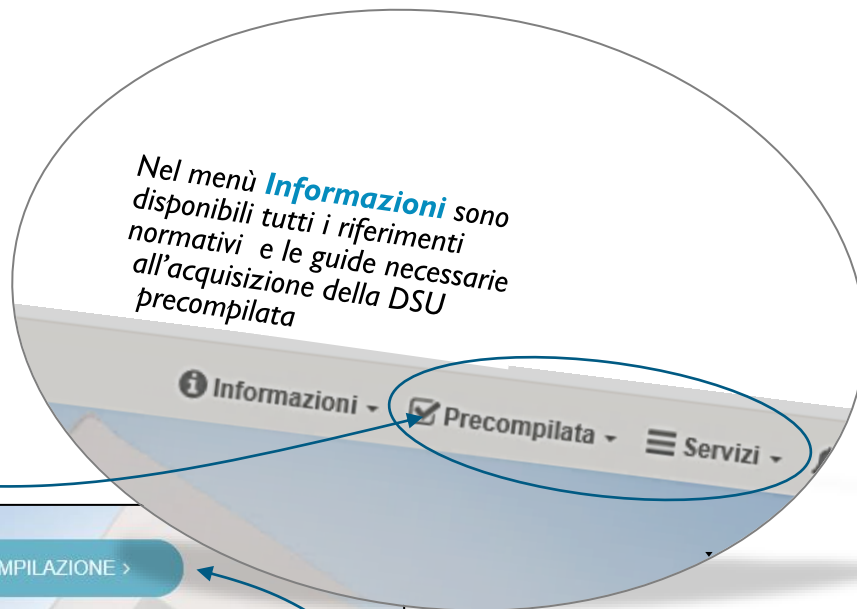 Nel menù Informazioni sono
disponibili tutti i riferimenti
normativi e le guide necessarie
all'acquisizione della DSU
precompilata
Informazioni Precompilata Servizi
MPILAZIONE >